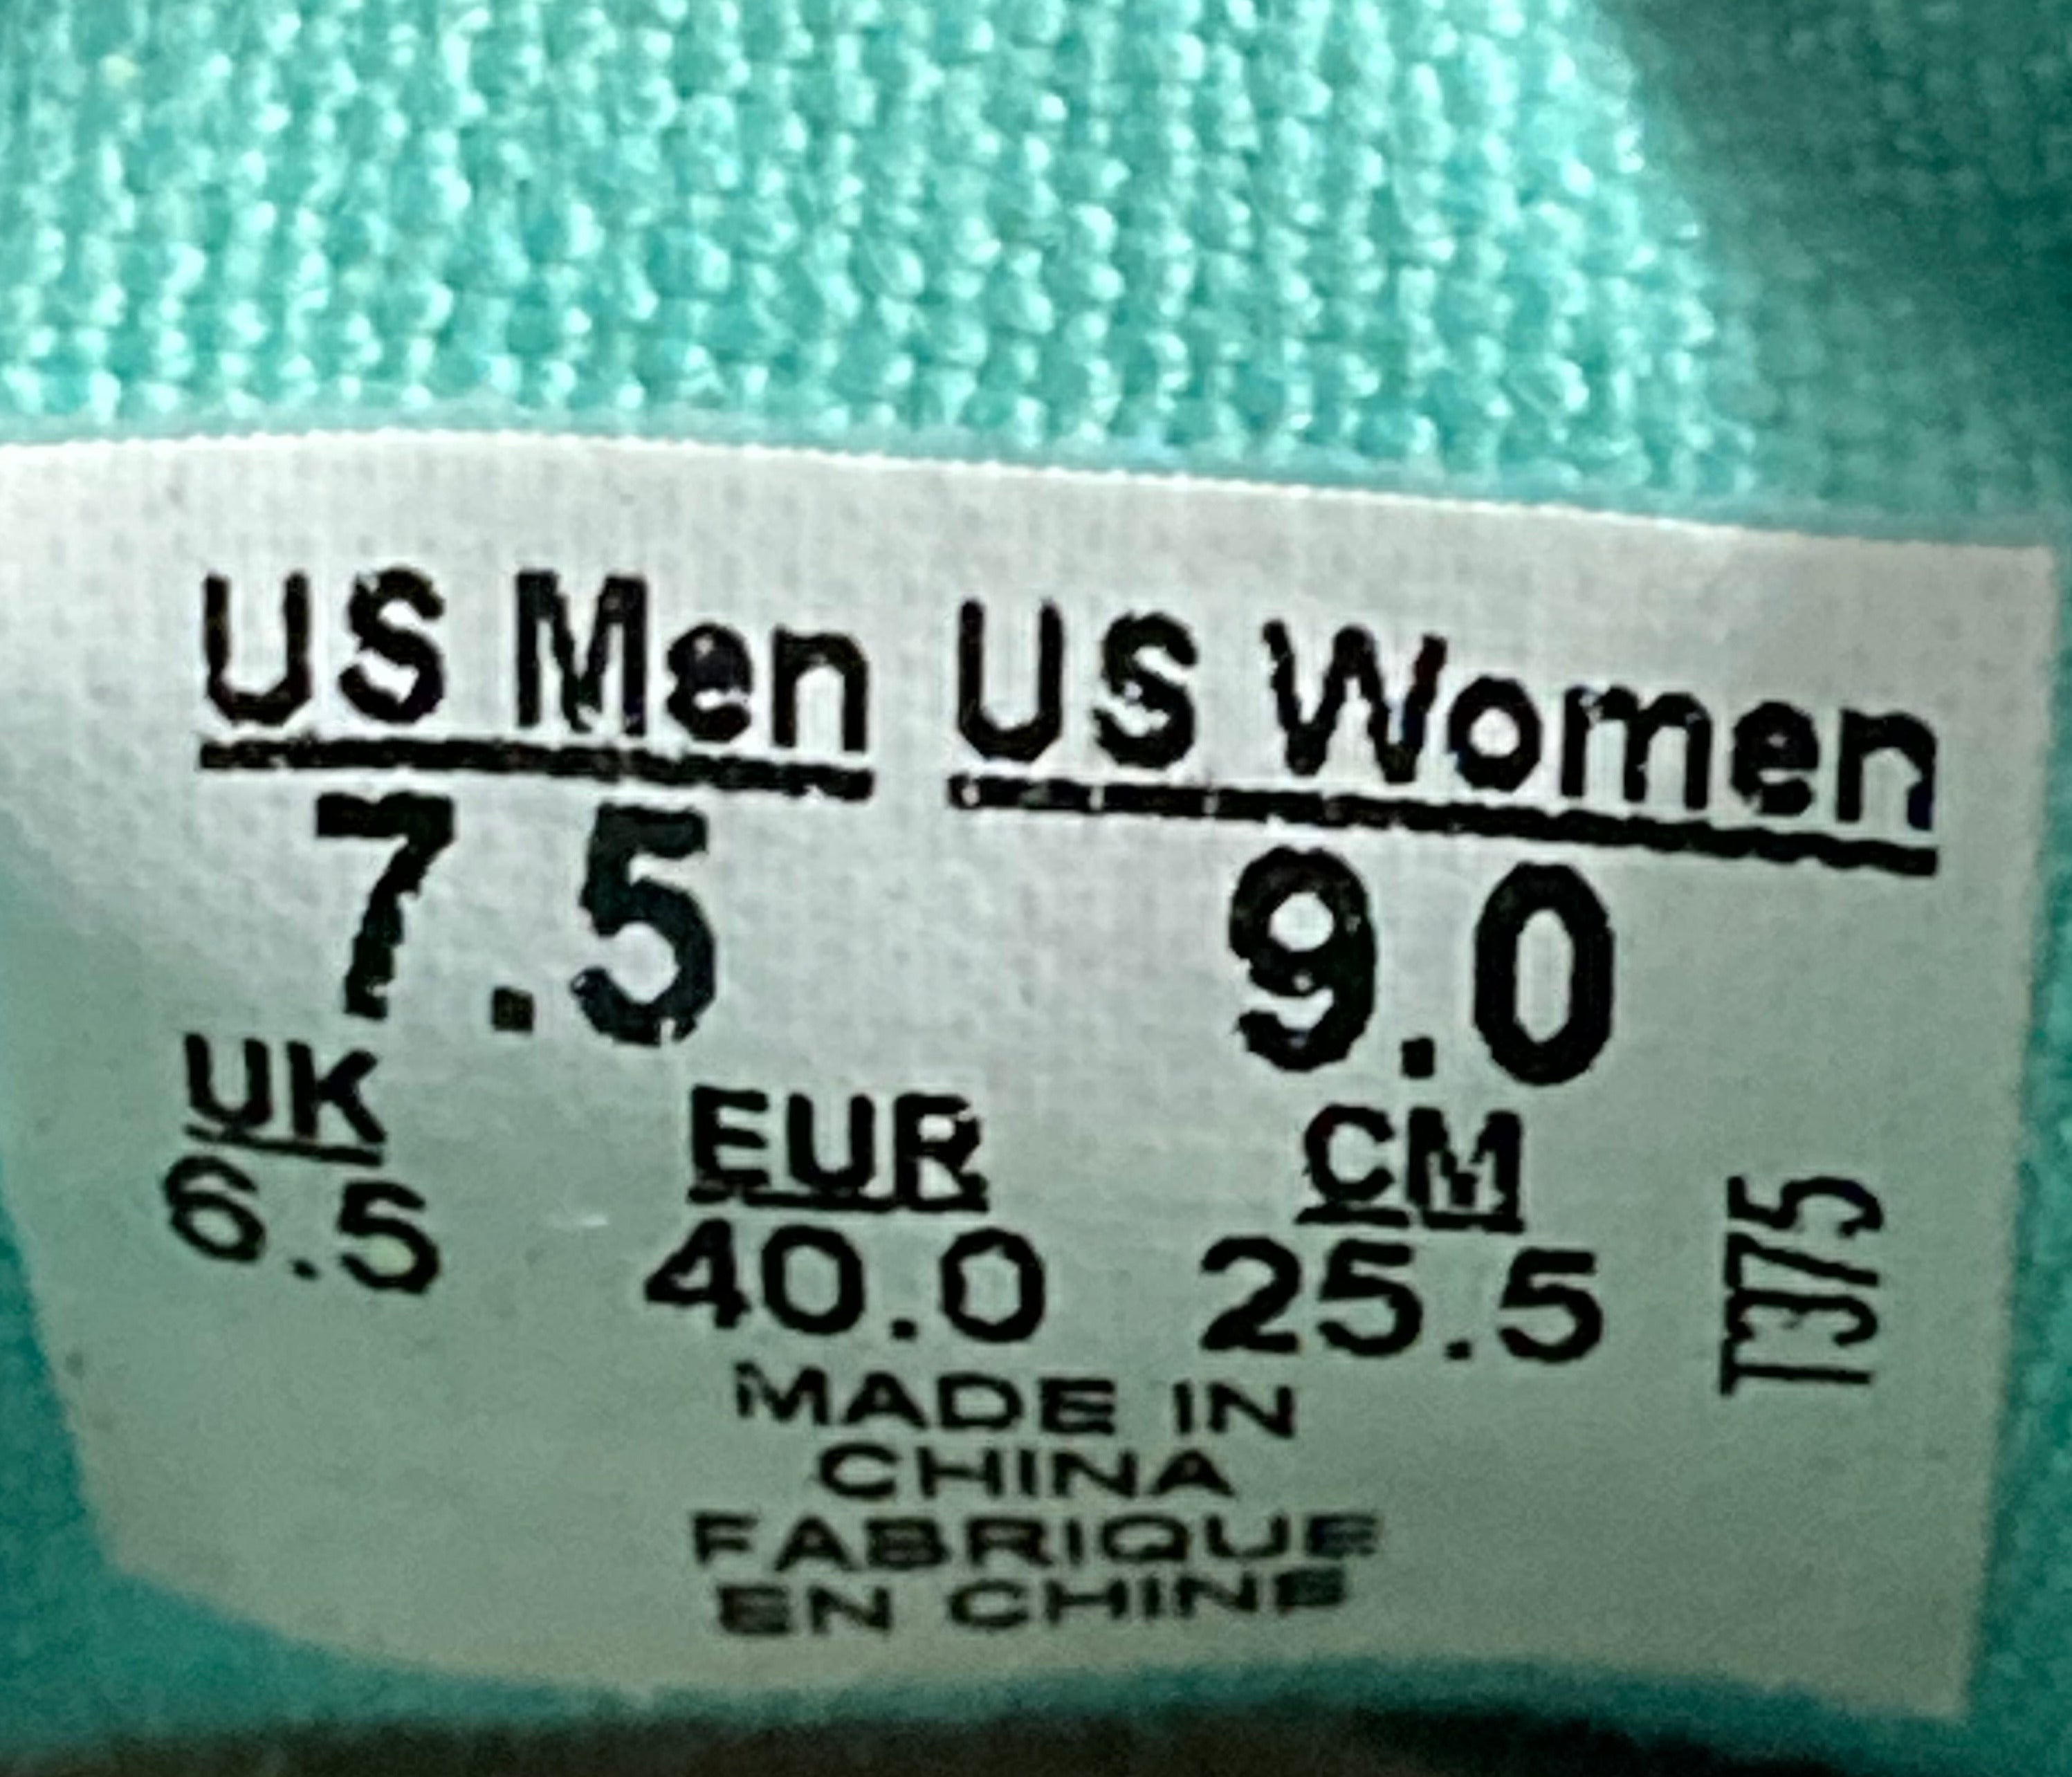 US Men US Women
7.5 9.0
UK EUR CM
6.5 40.0 25.5
T375
MADE IN
CHINA
FABRIQUE
EN CHINE